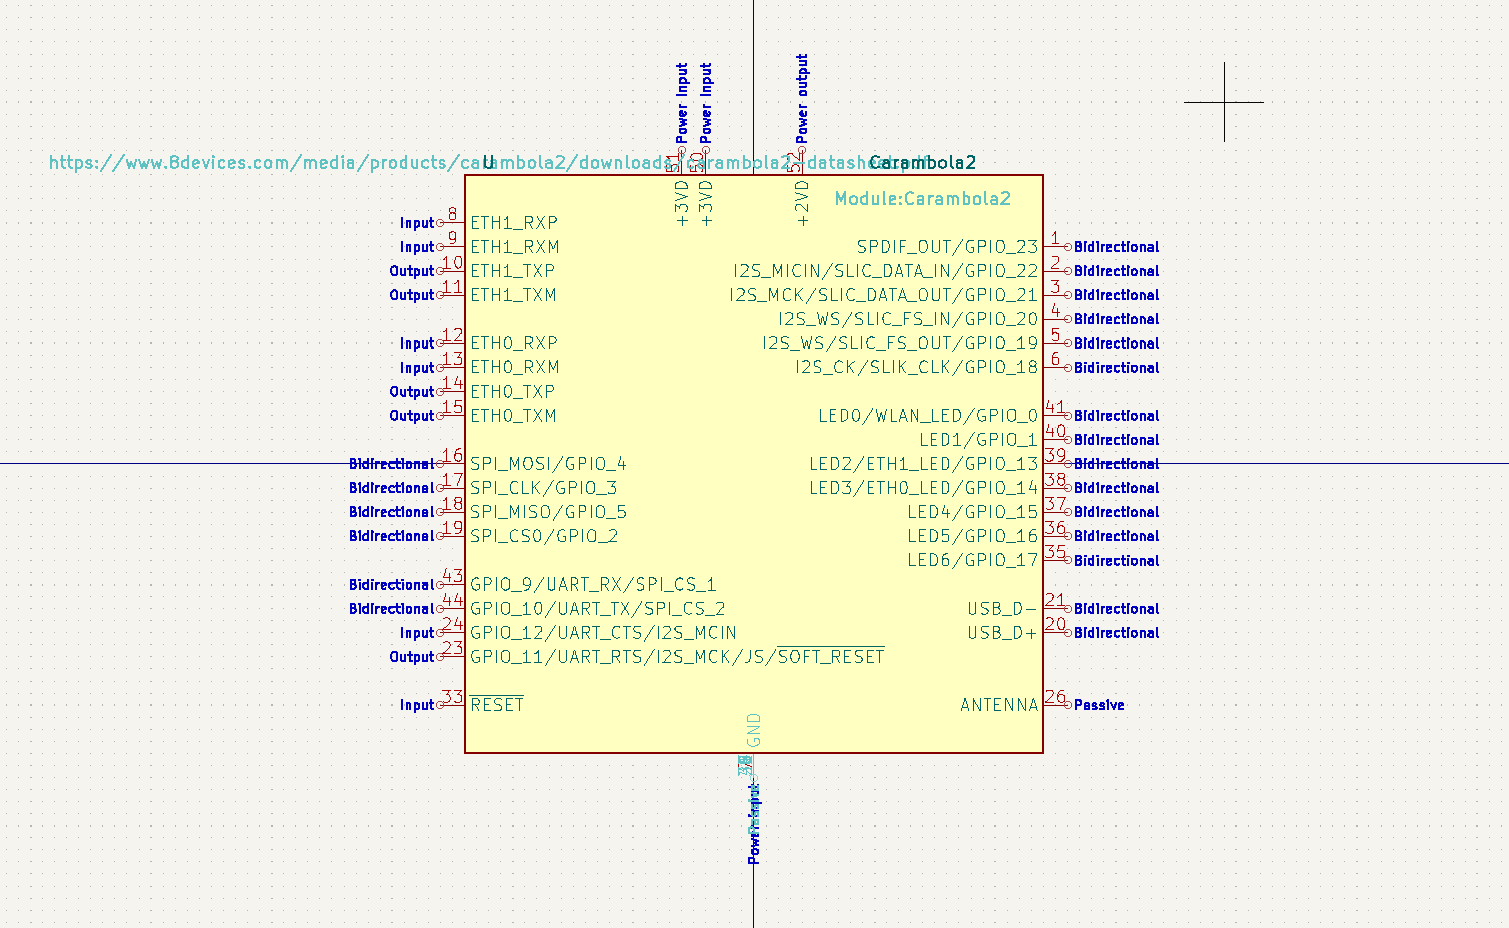 Power Input
Power Input
Power output
https://www.8devices.com/media/products/carambola2/downloads/carambola2-datasheet.pdf
U
Carambola2
51
50
52
+3VD
+3VD
+2VD
Module:Carambola2
Input 8 ETH1_RXP
Input 9 ETH1_RXM
Output 10 ETH1_TXP
Output 11 ETH1_TXM
Input 12 ETH0_RXP
Input 13 ETH0_RXM
Output 14 ETH0_TXP
Output 15 ETH0_TXM
Bidirectional 16 SPI_MOSI/GPIO_4
Bidirectional 17 SPI_CLK/GPIO_3
Bidirectional 18 SPI_MISO/GPIO_5
Bidirectional 19 SPI_CS0/GPIO_2
Bidirectional 43 GPIO_9/UART_RX/SPI_CS_1
Bidirectional 44 GPIO_10/UART_TX/SPI_CS_2
Input 24 GPIO_12/UART_CTS/I2S_MCIN
Output 23 GPIO_11/UART_RTS/I2S_MCK/JS/SOFT_RESET
Input 33 RESET
SPDIF_OUT/GPIO_23 1 Bidirectional
I2S_MICIN/SLIC_DATA_IN/GPIO_22 2 Bidirectional
I2S_MCK/SLIC_DATA_OUT/GPIO_21 3 Bidirectional
I2S_WS/SLIC_FS_IN/GPIO_20 4 Bidirectional
I2S_WS/SLIC_FS_OUT/GPIO_19 5 Bidirectional
I2S_CK/SLIK_CLK/GPIO_18 6 Bidirectional
LED0/WLAN_LED/GPIO_0 41 Bidirectional
LED1/GPIO_1 40 Bidirectional
LED2/ETH1_LED/GPIO_13 39 Bidirectional
LED3/ETH0_LED/GPIO_14 38 Bidirectional
LED4/GPIO_15 37 Bidirectional
LED5/GPIO_16 36 Bidirectional
LED6/GPIO_17 35 Bidirectional
USB_D- 21 Bidirectional
USB_D+ 20 Bidirectional
ANTENNA 26 Passive
GND
Power Input
Passive